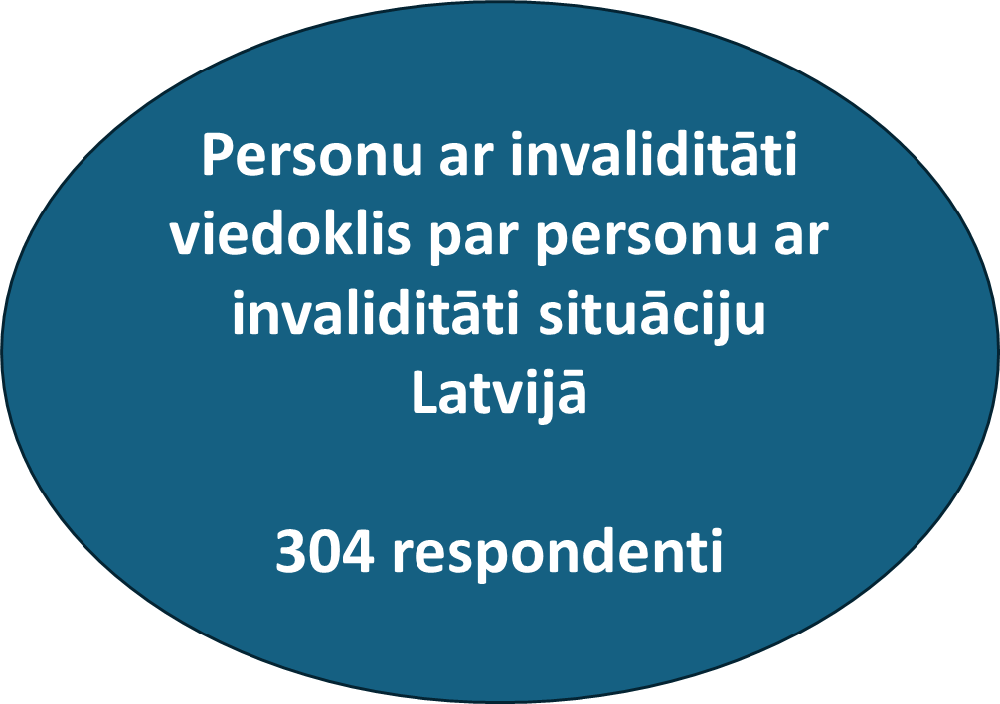 Personu ar invaliditāti
viedoklis par personu ar
invaliditāti situāciju
Latvijā
304 respondenti